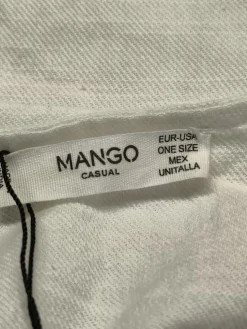 MANGO
CASUAL
EUR-USA
ONE SIZE
MEX
UNITALLA